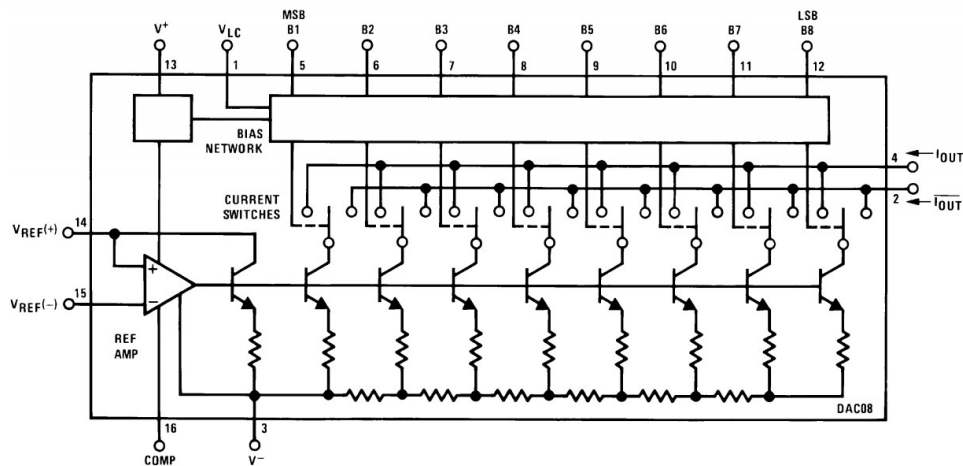 MSB LSB
V+ VLC B1 B2 B3 B4 B5 B6 B7 B8
13 1 5 6 7 8 9 10 11 12
BIAS
NETWORK
4 IOUT
CURRENT
SWITCHES
2 IOUT
14
VREF(+)
+
15
VREF(−)
−
REF
AMP
DAC08
16 3
COMP V−